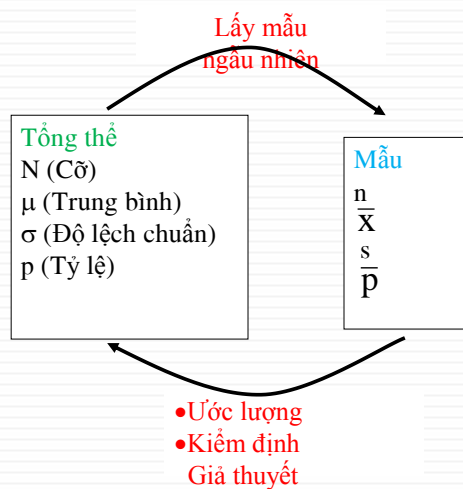 Lấy mẫu
ngẫu nhiên
Tổng thể
N (Cỡ)
μ (Trung bình)
σ (Độ lệch chuẩn)
p (Tỷ lệ)
Mẫu
n
x̅
s
p̅
•Ước lượng
•Kiểm định
Giả thuyết